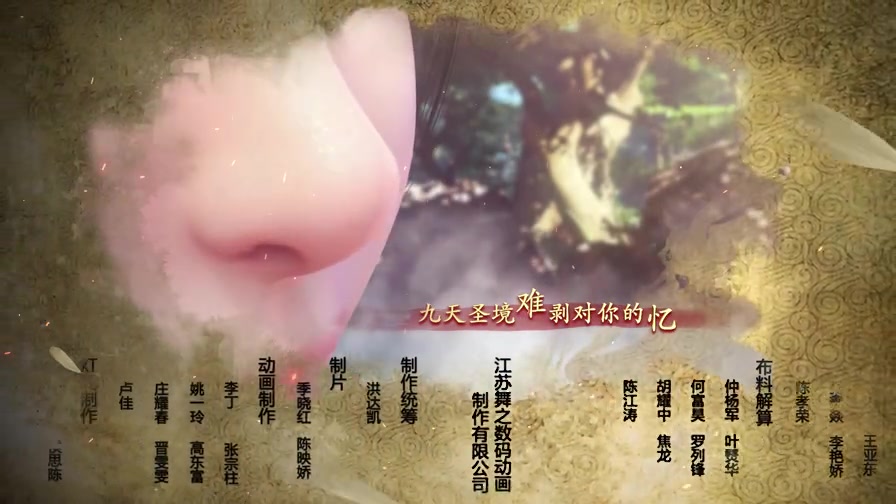 九天圣境难剥对你的忆
制作
卢佳
庄耀春 晋雯雯
姚一玲 高东富
李丁 张宗柱
动画制作
季晓红 陈映娇
制片
洪达凯
制作统筹
江苏舞之数码动画
制作有限公司
陈江涛
胡耀中 焦龙
何富昊 罗列锋
仲杨军 叶赟华
布料解算
陈孝荣
李艳娇
王亚东